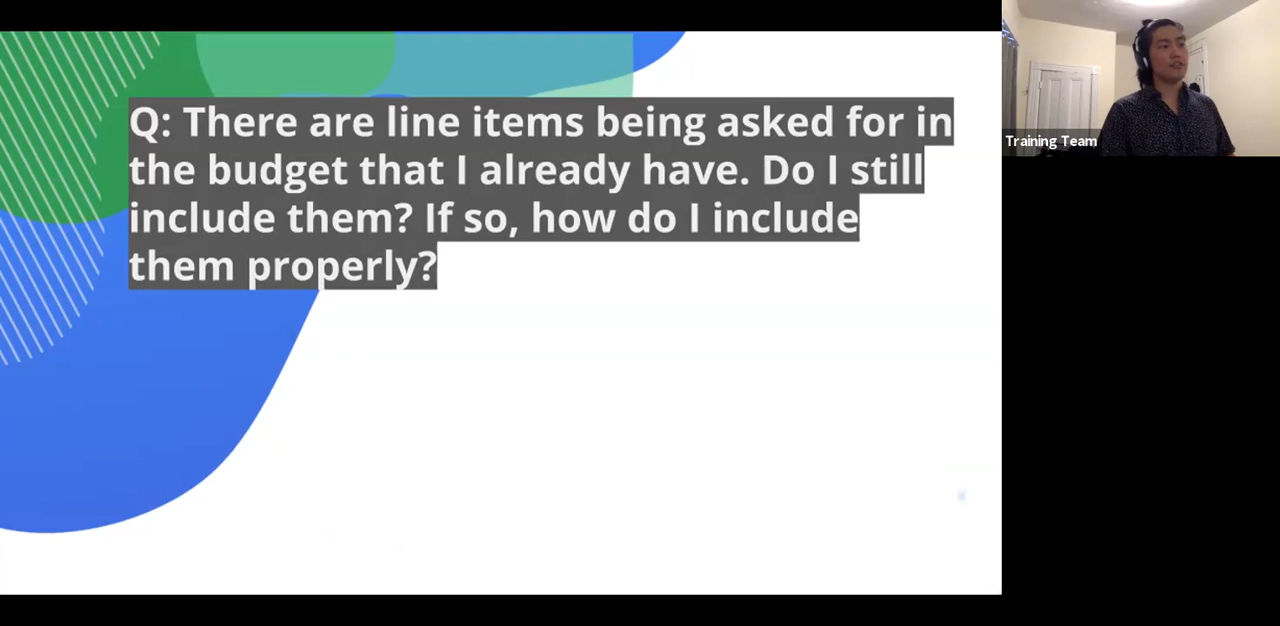 Q: There are line items being asked for in
the budget that I already have. Do I still
include them? If so, how do I include
them properly?
Training Team